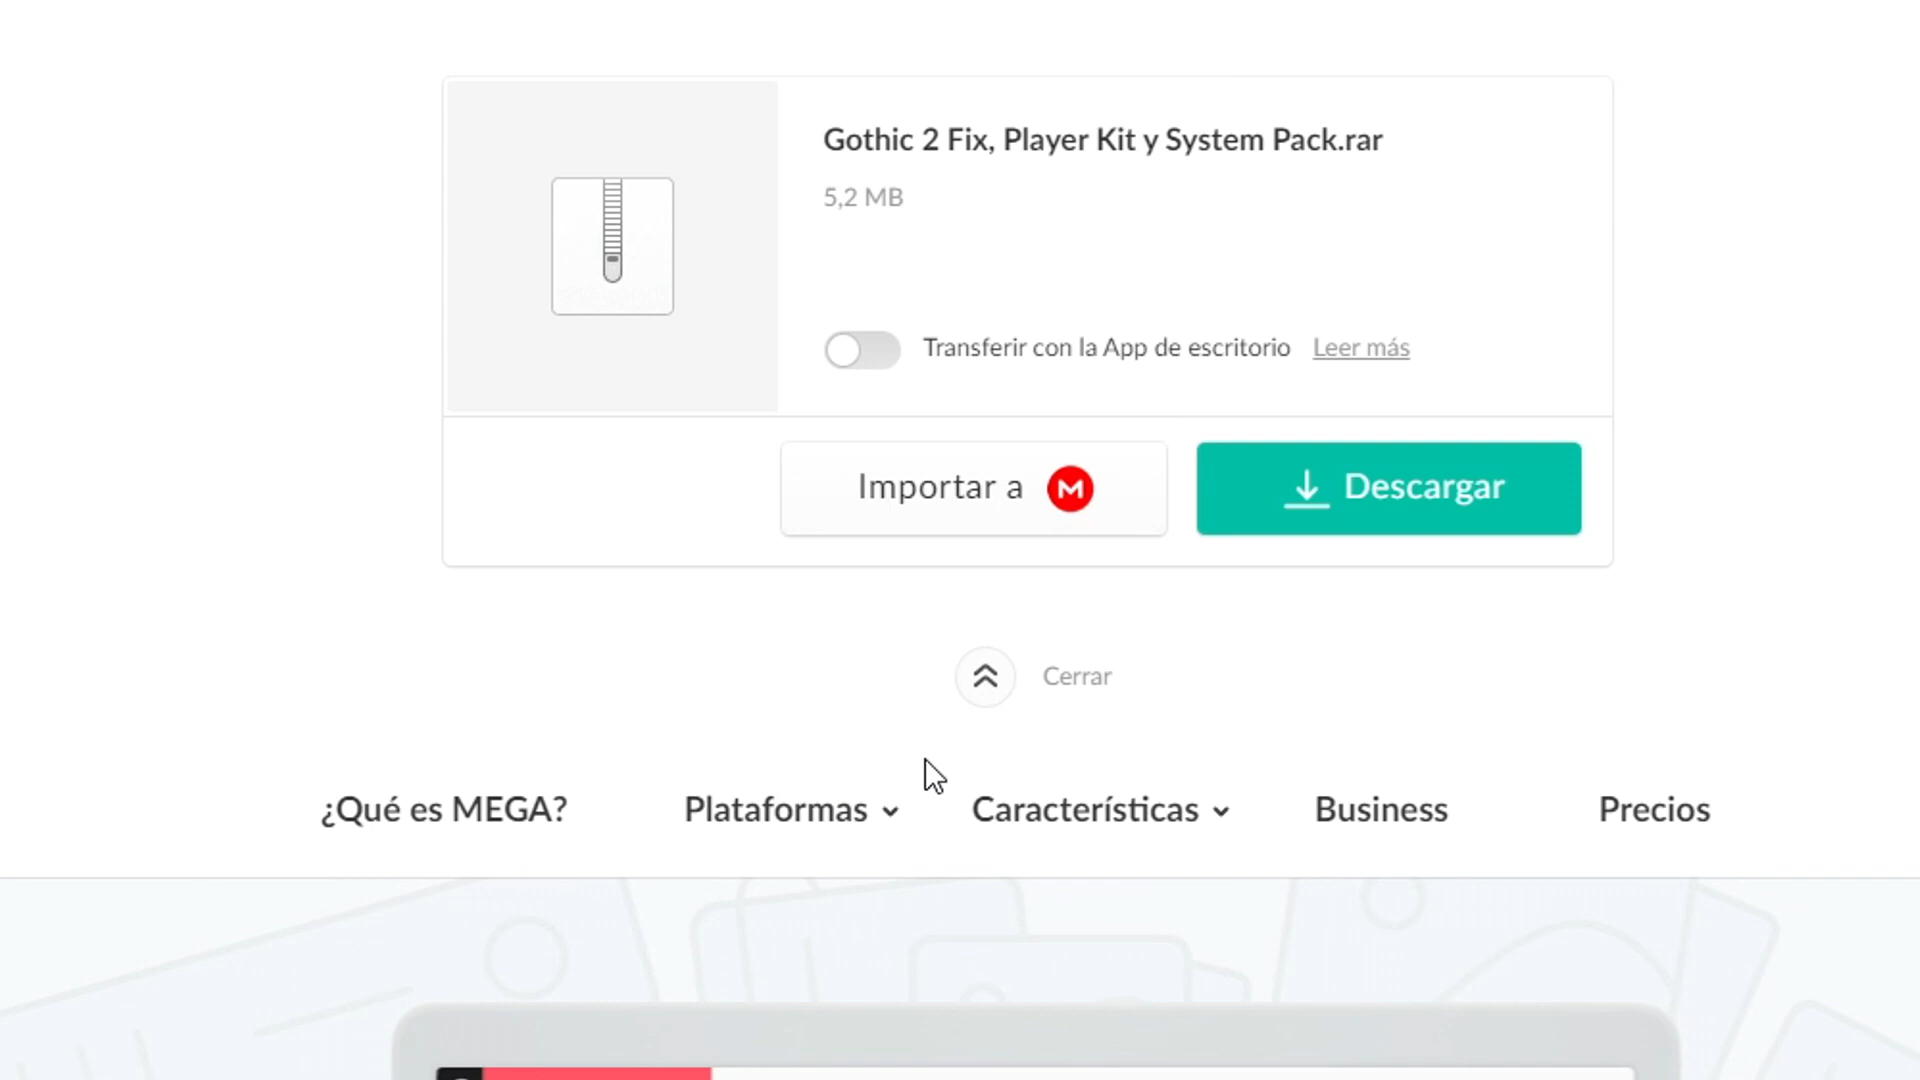 Gothic 2 Fix, Player Kit y System Pack.rar
5,2 MB
Transferir con la App de escritorio Leer más
Importar a M Descargar
Cerrar
¿Qué es MEGA? Plataformas Características Business Precios